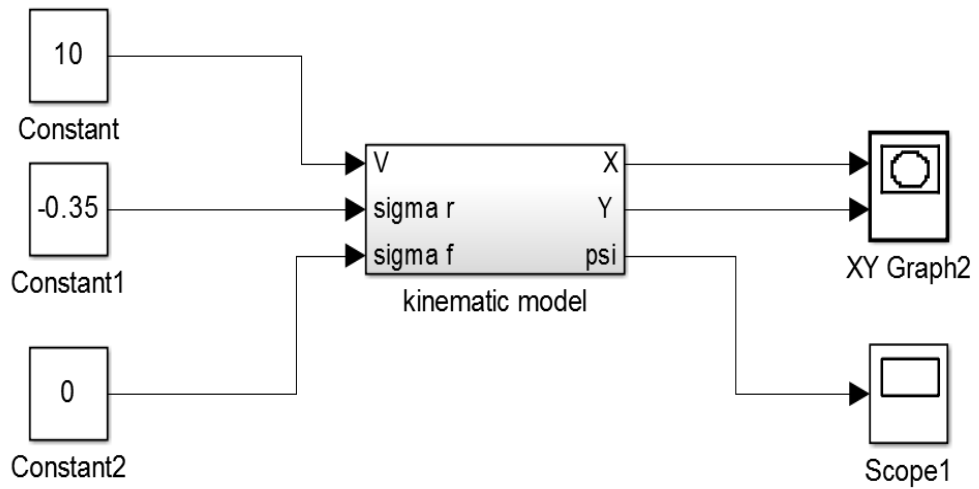 10
Constant
-0.35
Constant1
0
Constant2
V
sigma r
sigma f
X
Y
psi
kinematic model
XY Graph2
Scope1